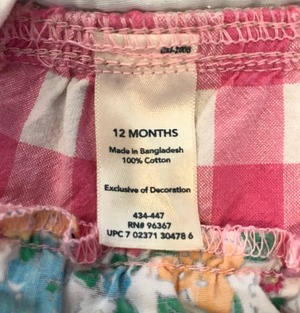 12 MONTHS
Made in Bangladesh
100% Cotton
Exclusive of Decoration
434-447
RN# 96367
UPC 7 02371 30478 6